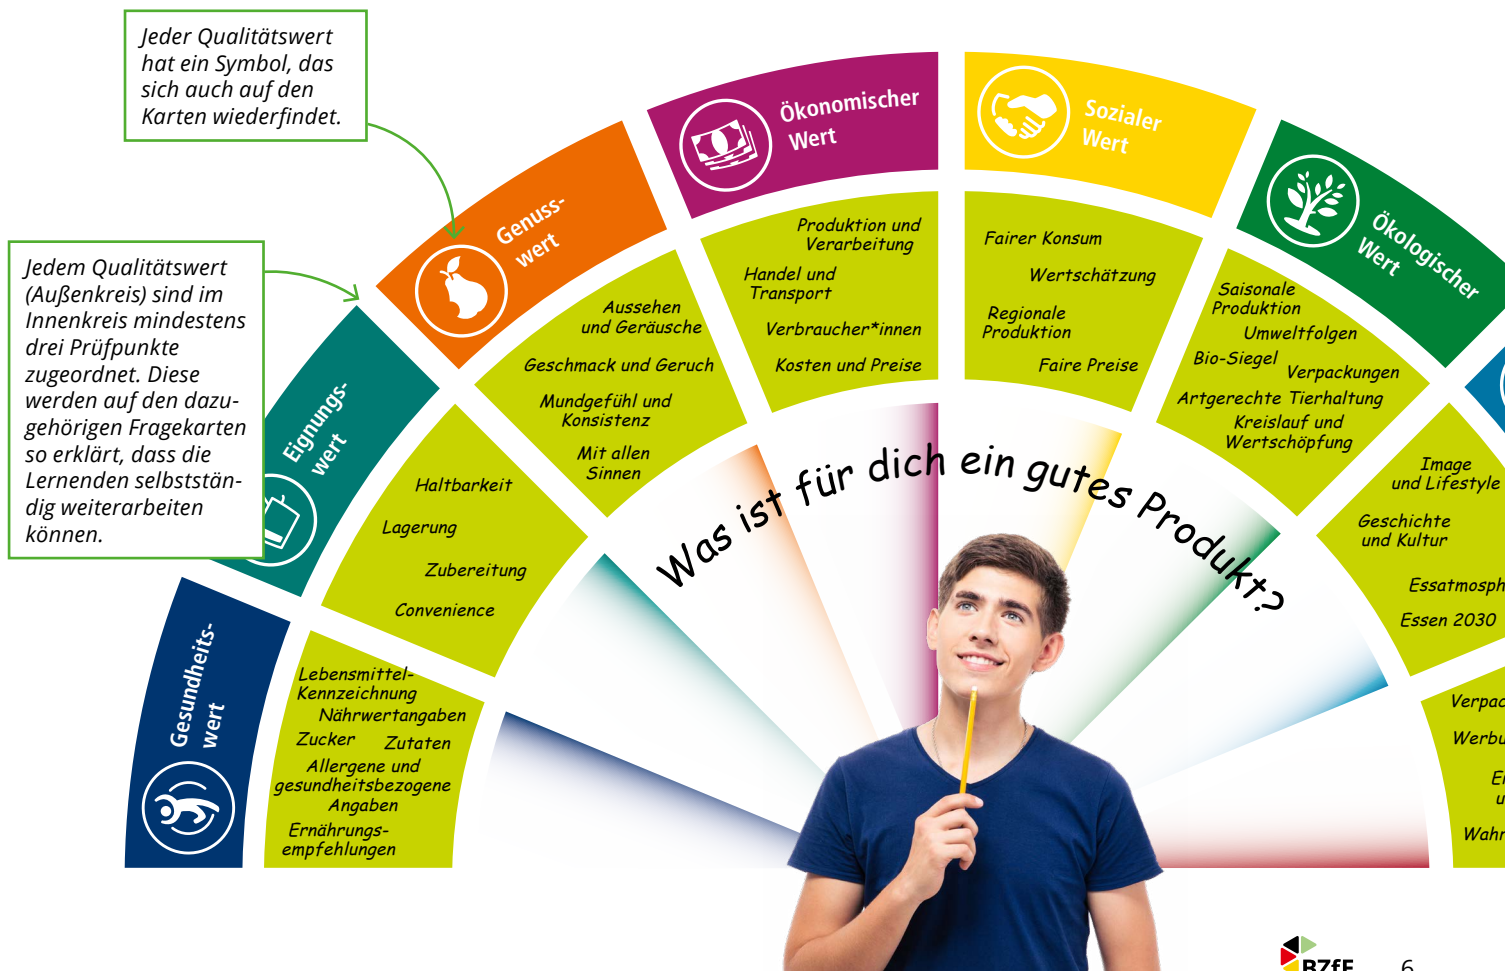 Jeder Qualitätswert
hat ein Symbol, das
sich auch auf den
Karten wiederfindet.
Jedem Qualitätswert
(Außenkreis) sind im
Innenkreis mindestens
drei Prüfpunkte
zugeordnet. Diese
werden auf den dazu-
gehörigen Fragekarten
so erklärt, dass die
Lernenden selbststän-
dig weiterarbeiten
können.
Gesundheits-
wert
Lebensmittel-
Kennzeichnung
Nährwertangaben
Zucker Zutaten
Allergene und
gesundheitsbezogene
Angaben
Ernährungs-
empfehlungen
Eignungs-
wert
Haltbarkeit
Lagerung
Zubereitung
Convenience
Genuss-
wert
Aussehen
und Geräusche
Geschmack und Geruch
Mundgefühl und
Konsistenz
Mit allen
Sinnen
Ökonomischer
Wert
Produktion und
Verarbeitung
Handel und
Transport
Verbraucher*innen
Kosten und Preise
Sozialer
Wert
Fairer Konsum
Wertschätzung
Regionale
Produktion
Faire Preise
Ökologischer
Wert
Saisonale
Produktion
Umweltfolgen
Bio-Siegel Verpackungen
Artgerechte Tierhaltung
Kreislauf und
Wertschöpfung
Image
und Lifestyle
Geschichte
und Kultur
Essatmosph
Essen 2030
Verpac
Werbu
Wahr
Was ist für dich ein gutes Produkt?
BZfE
6